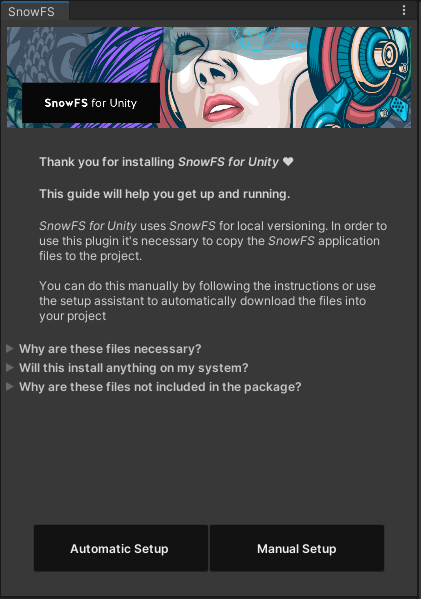 SnowFS
SnowFS for Unity
Thank you for installing SnowFS for Unity ❤
This guide will help you get up and running.
SnowFS for Unity uses SnowFS for local versioning. In order to
use this plugin it's necessary to copy the SnowFS application
files to the project.
You can do this manually by following the instructions or use
the setup assistant to automatically download the files into
your project
Why are these files necessary?
Will this install anything on my system?
Why are these files not included in the package?
Automatic Setup
Manual Setup